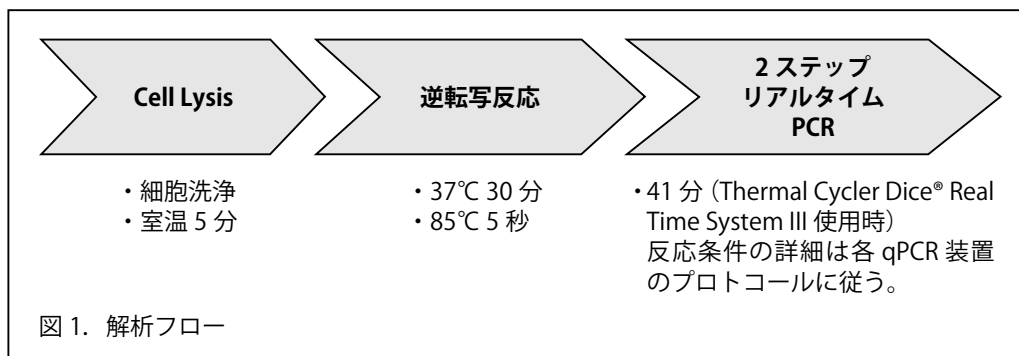 Cell Lysis
逆転写反応
2 ステップ
リアルタイム
PCR
・細胞洗浄
・室温 5 分
・37℃ 30 分
・85℃ 5 秒
・41 分（Thermal Cycler Dice® Real
Time System III 使用時）
反応条件の詳細は各 qPCR 装置
のプロトコールに従う。
図 1. 解析フロー